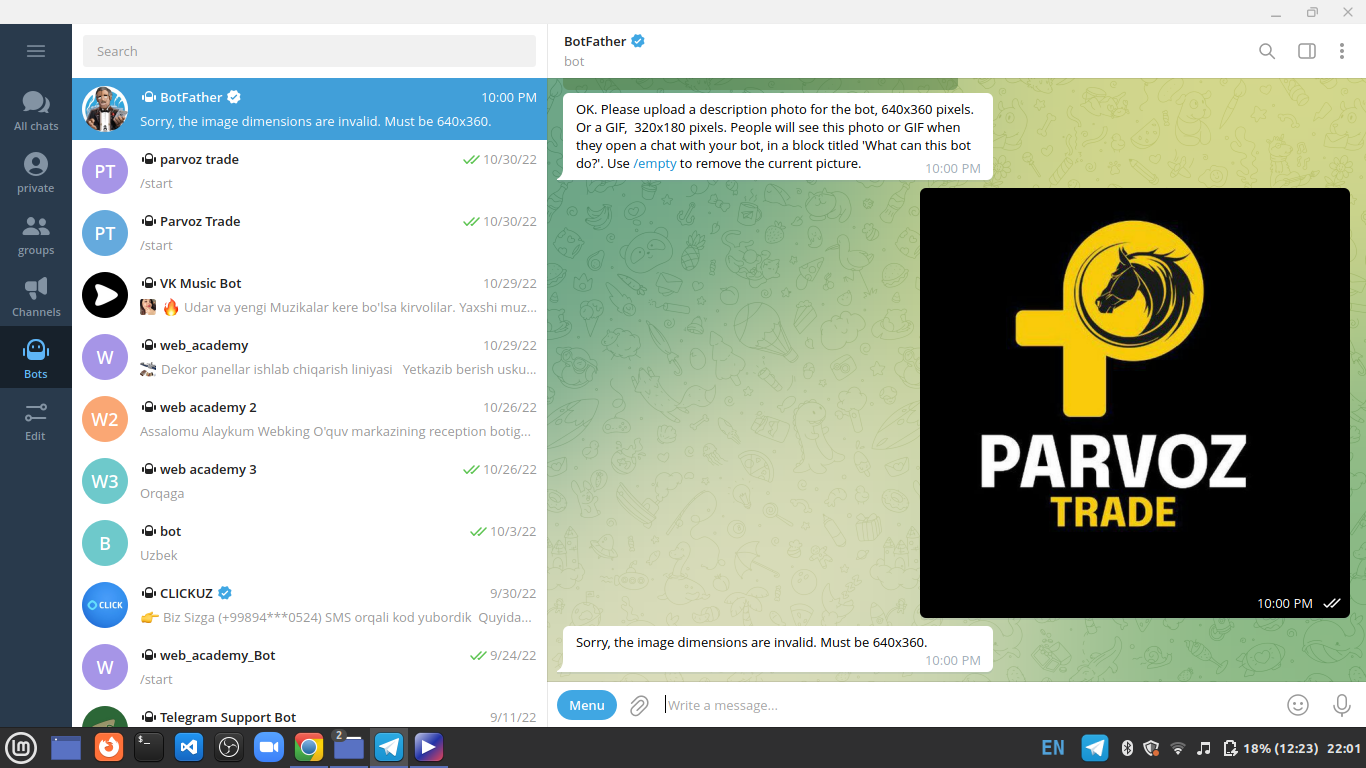 Search
All chats
private
groups
Channels
Bots
Edit
BotFather
10:00 PM
Sorry, the image dimensions are invalid. Must be 640x360.
PT
parvoz trade
10/30/22
/start
PT
Parvoz Trade
10/30/22
/start
VK Music Bot
10/29/22
Udar va yengi Muzikalar kere bo'lsa kirvolilar. Yaxshi muz...
W
web_academy
10/29/22
Dekor panellar ishlab chiqarish liniyasi Yetkazib berish usku...
W2
web academy 2
10/26/22
Assalomu Alaykum Webking O'quv markazining reception botig...
W3
web academy 3
10/26/22
Orqaga
B
bot
10/3/22
Uzbek
CLICK
CLICKUZ
9/30/22
Biz Sizga (+99894***0524) SMS orqali kod yubordik Quyida...
W
web_academy_Bot
9/24/22
/start
Telegram Support Bot
9/11/22
BotFather
bot
OK. Please upload a description photo for the bot, 640x360 pixels.
Or a GIF, 320x180 pixels. People will see this photo or GIF when
they open a chat with your bot, in a block titled 'What can this bot
do?'. Use /empty to remove the current picture.
10:00 PM
PARVOZ
TRADE
10:00 PM
Sorry, the image dimensions are invalid. Must be 640x360.
10:00 PM
Menu
Write a message...
2
EN
18% (12:23)
22:01